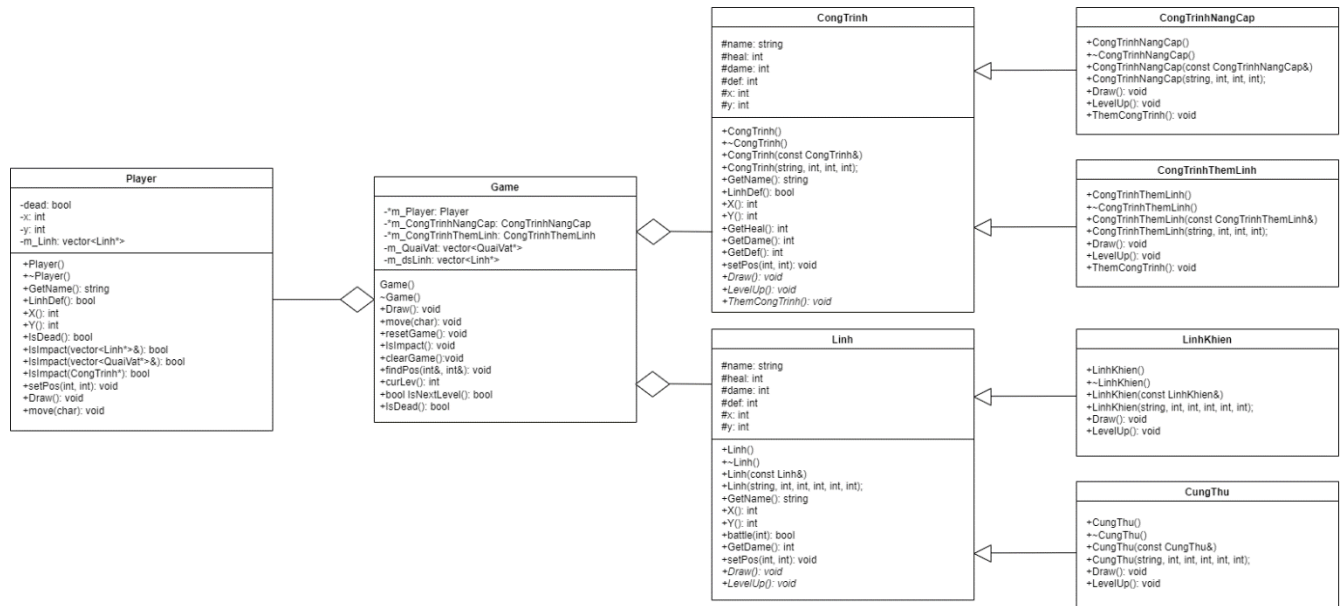 Player
-dead: bool
-x: int
-y: int
-m_Linh: vector<Linh*>
+Player()
+~Player()
+GetName(): string
+LinhDef(): bool
+X(): int
+Y(): int
+IsDead(): bool
+IsImpact(vector<Linh*>&): bool
+IsImpact(vector<QuaiVat*>&): bool
+IsImpact(CongTrinh*): bool
+setPos(int, int): void
+Draw(): void
+move(char): void
Game
-*m_Player: Player
-*m_CongTrinhNangCap: CongTrinhNangCap
-*m_CongTrinhThemLinh: CongTrinhThemLinh
-m_QuaiVat: vector<QuaiVat*>
-m_dsLinh: vector<Linh*>
Game()
~Game()
+Draw(): void
+move(char): void
+resetGame(): void
+IsImpact(): void
+clearGame():void
+findPos(int&, int&): void
+curLev(): int
+bool IsNextLevel(): bool
+IsDead(): bool
CongTrinh
#name: string
#heal: int
#dame: int
#def: int
#x: int
#y: int
+CongTrinh()
+~CongTrinh()
+CongTrinh(const CongTrinh&)
+CongTrinh(string, int, int, int);
+GetName(): string
+LinhDef(): bool
+X(): int
+Y(): int
+GetHeal(): int
+GetDame(): int
+GetDef(): int
+setPos(int, int): void
+Draw(): void
+LevelUp(): void
+ThemCongTrinh(): void
Linh
#name: string
#heal: int
#dame: int
#def: int
#x: int
#y: int
+Linh()
+~Linh()
+Linh(const Linh&)
+Linh(string, int, int, int, int, int);
+GetName(): string
+X(): int
+Y(): int
+battle(int): bool
+GetDame(): int
+setPos(int, int): void
+Draw(): void
+LevelUp(): void
CongTrinhNangCap
+CongTrinhNangCap()
+~CongTrinhNangCap()
+CongTrinhNangCap(const CongTrinhNangCap&)
+CongTrinhNangCap(string, int, int, int);
+Draw(): void
+LevelUp(): void
+ThemCongTrinh(): void
CongTrinhThemLinh
+CongTrinhThemLinh()
+~CongTrinhThemLinh()
+CongTrinhThemLinh(const CongTrinhThemLinh&)
+CongTrinhThemLinh(string, int, int, int);
+Draw(): void
+LevelUp(): void
+ThemCongTrinh(): void
LinhKhien
+LinhKhien()
+~LinhKhien()
+LinhKhien(const LinhKhien&)
+LinhKhien(string, int, int, int, int, int);
+Draw(): void
+LevelUp(): void
CungThu
+CungThu()
+~CungThu()
+CungThu(const CungThu&)
+CungThu(string, int, int, int, int, int);
+Draw(): void
+LevelUp(): void